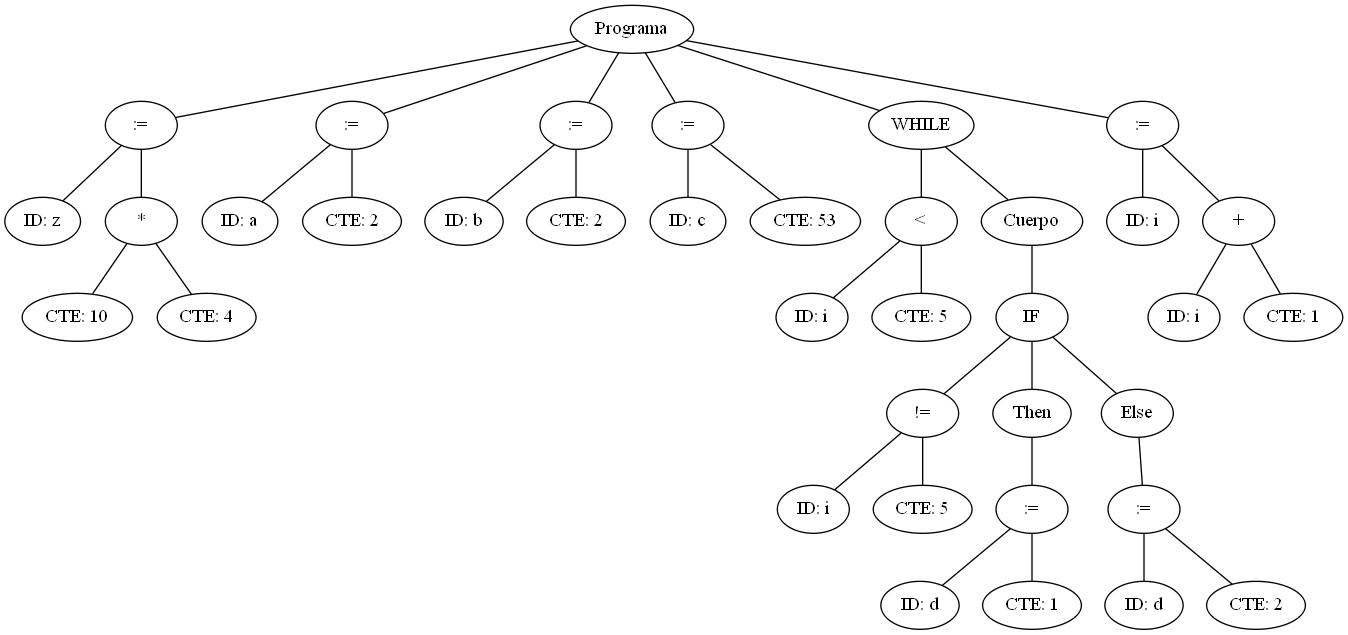 Programa
:= := := := WHILE :=
ID: z * ID: a CTE: 2 ID: b CTE: 2 ID: c CTE: 53 < Cuerpo ID: i +
CTE: 10 CTE: 4 ID: i CTE: 5 IF ID: i CTE: 1
!= Then Else
ID: i CTE: 5 := :=
ID: d CTE: 1 ID: d CTE: 2